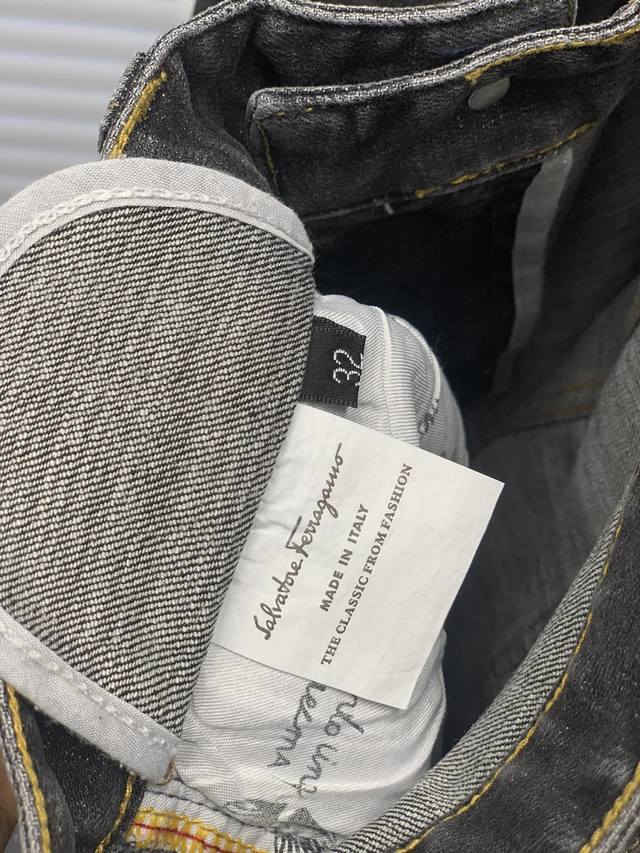 32
Salvatore Ferragamo
MADE IN ITALY
THE CLASSIC FROM FASHION